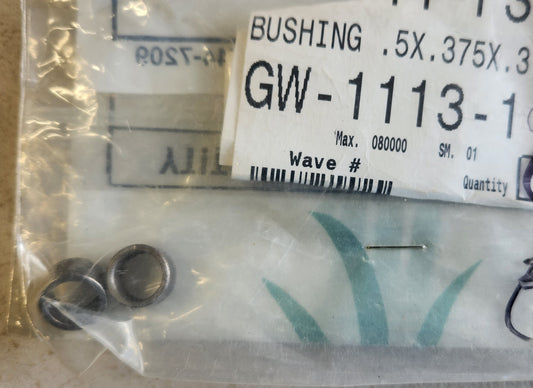 BUSHING .5X.375X.3
GW-1113-1
Max. 080000 SM. 01
Wave #
Quantity